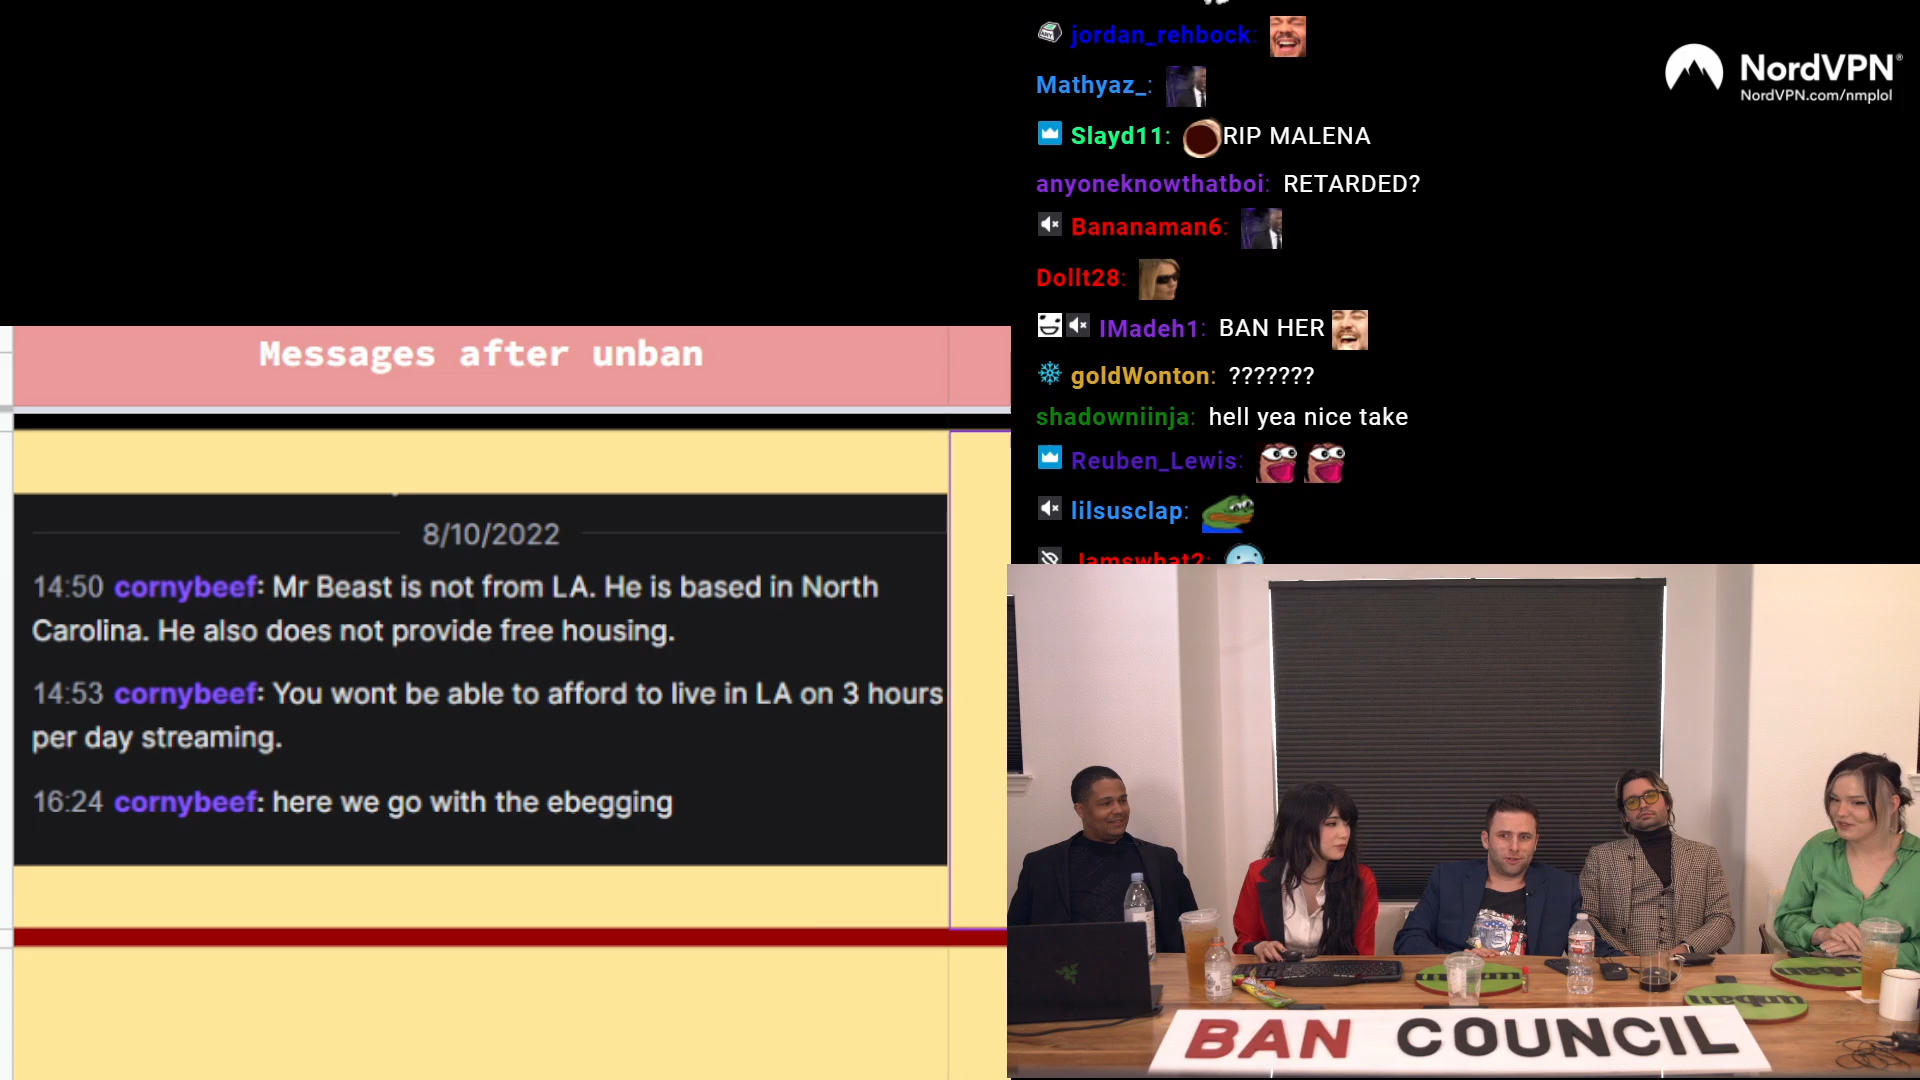 jordan_rehbock:
Mathyaz_:
Slayd11: RIP MALENA
anyoneknowthatboi: RETARDED?
Bananaman6:
Dollt28:
IMadeh1: BAN HER
goldWonton: ???????
shadowniinja: hell yea nice take
Reuben_Lewis:
lilsusclap:
NordVPN®
NordVPN.com/nmplol
Messages after unban
8/10/2022
14:50 cornybeef: Mr Beast is not from LA. He is based in North
Carolina. He also does not provide free housing.
14:53 cornybeef: You wont be able to afford to live in LA on 3 hours
per day streaming.
16:24 cornybeef: here we go with the ebegging
unban
unban
BAN COUNCIL